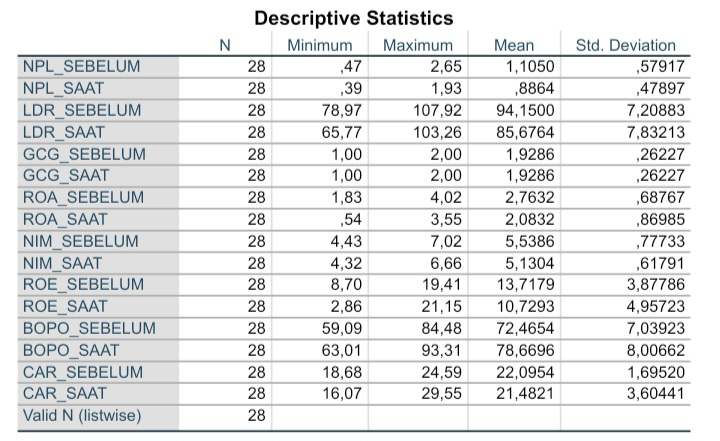 Descriptive Statistics
N Minimum Maximum Mean Std. Deviation
NPL_SEBELUM 28 ,47 2,65 1,1050 ,57917
NPL_SAAT 28 ,39 1,93 ,8864 ,47897
LDR_SEBELUM 28 78,97 107,92 94,1500 7,20883
LDR_SAAT 28 65,77 103,26 85,6764 7,83213
GCG_SEBELUM 28 1,00 2,00 1,9286 ,26227
GCG_SAAT 28 1,00 2,00 1,9286 ,26227
ROA_SEBELUM 28 1,83 4,02 2,7632 ,68767
ROA_SAAT 28 ,54 3,55 2,0832 ,86985
NIM_SEBELUM 28 4,43 7,02 5,5386 ,77733
NIM_SAAT 28 4,32 6,66 5,1304 ,61791
ROE_SEBELUM 28 8,70 19,41 13,7179 3,87786
ROE_SAAT 28 2,86 21,15 10,7293 4,95723
BOPO_SEBELUM 28 59,09 84,48 72,4654 7,03923
BOPO_SAAT 28 63,01 93,31 78,6696 8,00662
CAR_SEBELUM 28 18,68 24,59 22,0954 1,69520
CAR_SAAT 28 16,07 29,55 21,4821 3,60441
Valid N (listwise) 28